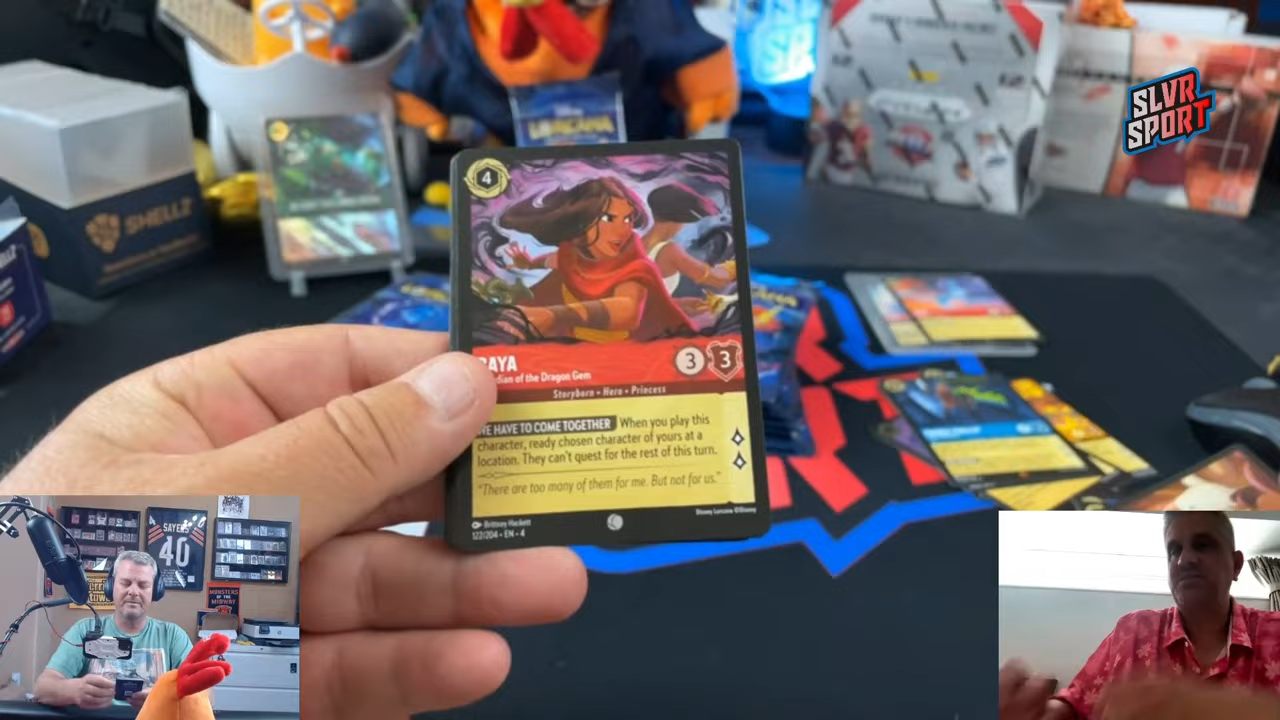 SLVR
SPORT
SHELLZ
LORCANA
4
RAYA
dian of the Dragon Gem
3
3
Storyborn • Hero • Princess
WE HAVE TO COME TOGETHER When you play this
character, ready chosen character of yours at a
location. They can't quest for the rest of this turn.
"There are too many of them for me. But not for us."
Brittney Hackett
Disney Lorcana ©Disney
122/204 • EN • 4
SAYERS
40
MONSTERS
OF THE
MIDWAY